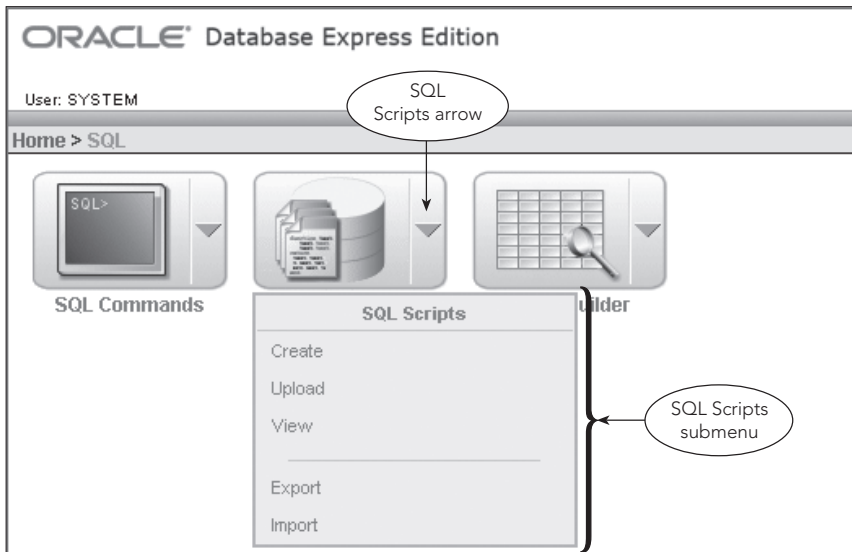 ORACLE® Database Express Edition
User: SYSTEM
SQL
Scripts arrow
Home > SQL
SQL>
SQL Commands
uilder
SQL Scripts
Create
Upload
View
Export
Import
SQL Scripts
submenu